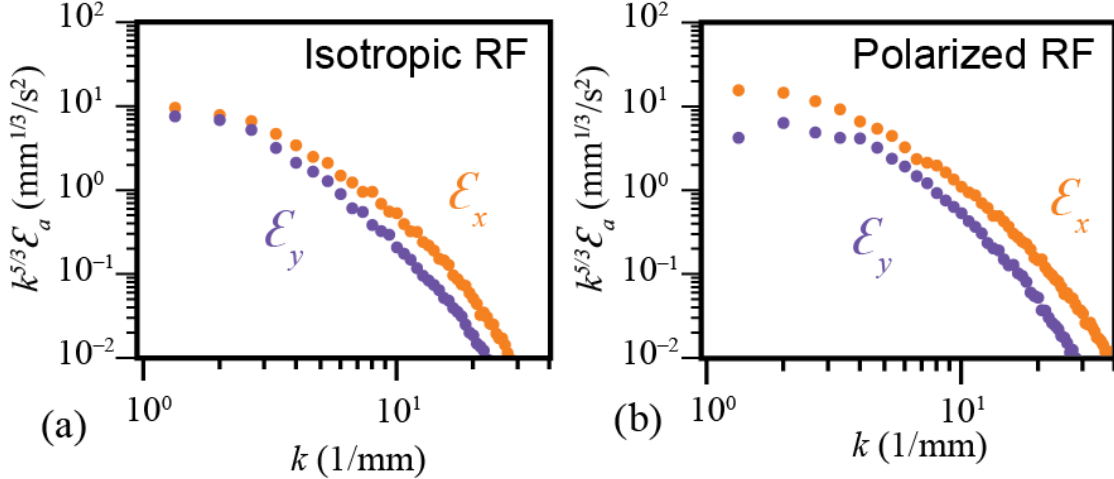 Isotropic RF
k^{5/3}ℰ_a (mm^{1/3}/s^2)
10^2
10^1
10^0
10^{−1}
10^{−2}
ℰ_x
ℰ_y
10^0 10^1
k (1/mm)
(a)
Polarized RF
k^{5/3}ℰ_a (mm^{1/3}/s^2)
10^2
10^1
10^0
10^{−1}
10^{−2}
ℰ_x
ℰ_y
10^0 10^1
k (1/mm)
(b)